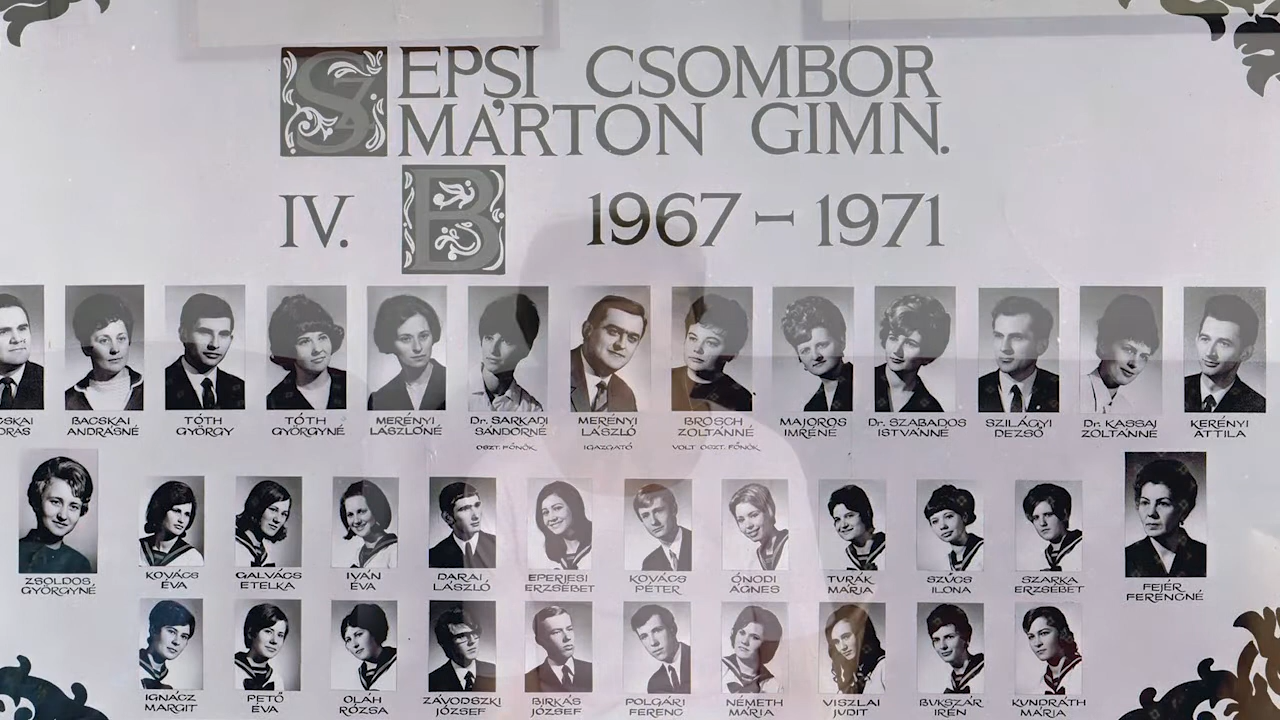 SZEPSI CSOMBOR
MÁRTON GIMN.
IV. B 1967-1971
BACSKAI
ANDRÁSNÉ
TÓTH
GYÖRGY
TÓTH
GYÖRGYNÉ
MERÉNYI
LÁSZLÓNÉ
Dr. SÁRKADI
SÁNDORNÉ
OSZT. FŐNÖK
MERÉNYI
LÁSZLÓ
IGAZGATÓ
BROSCH
ZOLTÁNNÉ
VOLT OSZT. FŐNÖK
MAJOROS
IMRÉNÉ
Dr. SZABADOS
ISTVÁNNÉ
SZILÁGYI
DEZSŐ
Dr. KASSAJ
ZOLTÁNNÉ
KERÉNYI
ATTILA
ZSOLDOS
GYÖRGYNÉ
KOVÁCS
ÉVA
GALVÁCS
ETELKA
IVÁN
ÉVA
DARAI
LÁSZLÓ
EPERJESI
ERZSÉBET
KOVÁCS
PÉTER
ÓNODI
ÁGNES
TURÁK
MÁRIA
SZŰCS
ILONA
SZARKA
ERZSÉBET
FEJÉR
FERENCNÉ
IGNÁCZ
MARGIT
PETŐ
ÉVA
OLÁH
RÓZSA
ZÁVODSZKI
JÓZSEF
BIRKÁS
JÓZSEF
POLGÁRI
FERENC
NÉMETH
MÁRIA
VISZLAI
JUDIT
BUKSZÁR
IRÉN
KUNDRÁTH
MÁRIA